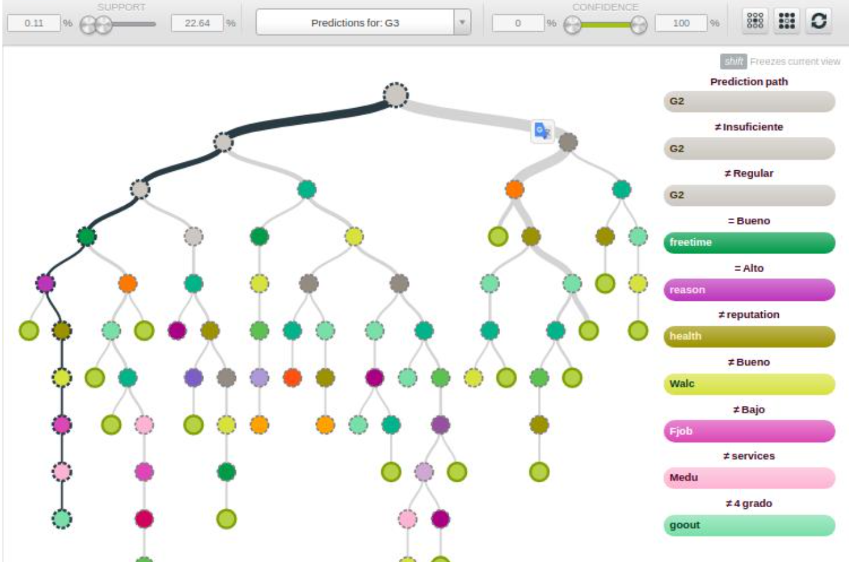 SUPPORT
CONFIDENCE
0.11 %
22.64 %
Predictions for: G3
0 %
100 %
shift Freezes current view
Prediction path
G2
≠ Insuficiente
G2
≠ Regular
G2
= Bueno
freetime
= Alto
reason
≠ reputation
health
≠ Bueno
Walc
≠ Bajo
Fjob
≠ services
Medu
≠ 4 grado
goout